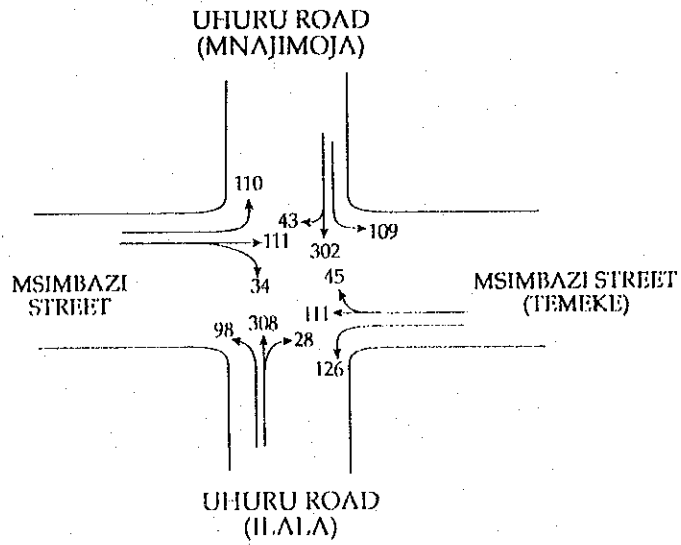 UHURU ROAD
(MNAJIMOJA)
110
43
302
109
111
34
45
MSIMBAZI
STREET
MSIMBAZI STREET
(TEMEKE)
111
98
308
28
126
UHURU ROAD
(ILALA)